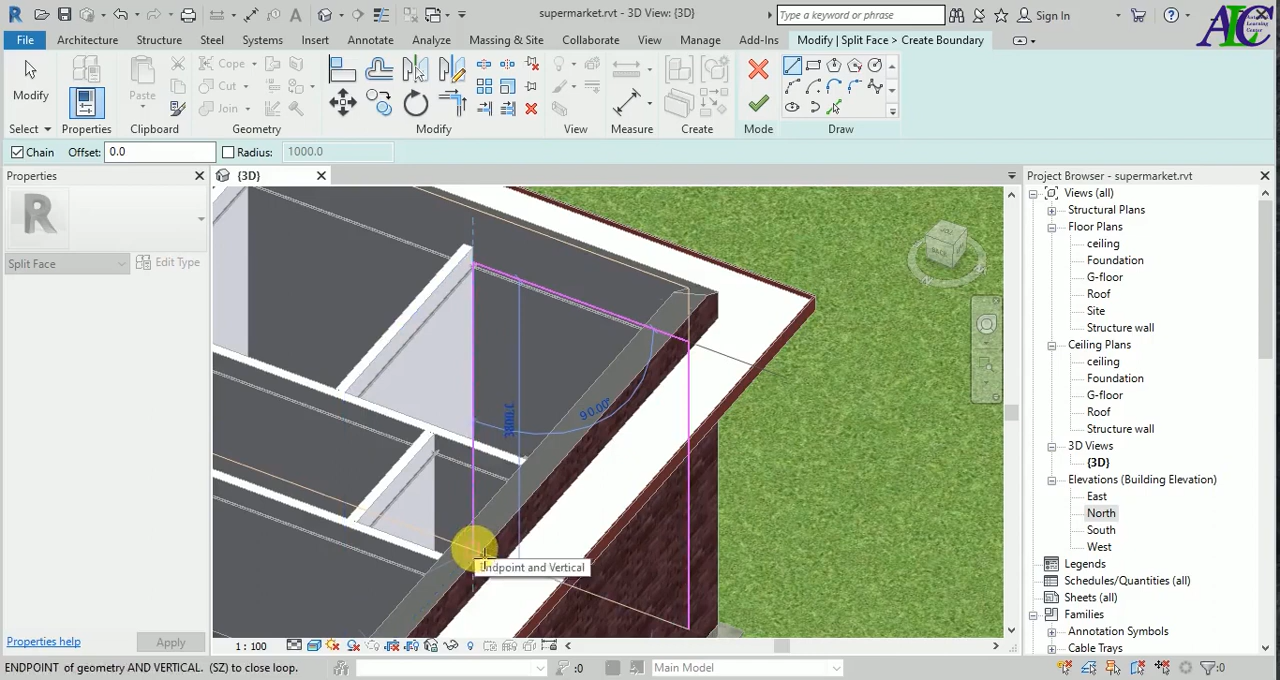 supermarket.rvt - 3D View: {3D}
Type a keyword or phrase
Sign In
ALC
File
Architecture
Structure
Steel
Systems
Insert
Annotate
Analyze
Massing & Site
Collaborate
View
Manage
Add-Ins
Modify | Split Face > Create Boundary
Modify
Paste
Cope
Cut
Join
Select
Properties
Clipboard
Geometry
Modify
View
Measure
Create
Mode
Draw
Chain
Offset: 0.0
Radius: 1000.0
Properties
{3D}
Project Browser - supermarket.rvt
Split Face
Edit Type
Views (all)
Structural Plans
Floor Plans
ceiling
Foundation
G-floor
Roof
Site
Structure wall
Ceiling Plans
ceiling
Foundation
G-floor
Roof
Structure wall
3D Views
{3D}
Elevations (Building Elevation)
East
North
South
West
Legends
Schedules/Quantities (all)
Sheets (all)
Families
Annotation Symbols
Cable Trays
BACK
3800.0
90.00°
Endpoint and Vertical
Properties help
Apply
1 : 100
ENDPOINT of geometry AND VERTICAL. (SZ) to close loop.
:0
Main Model
:0